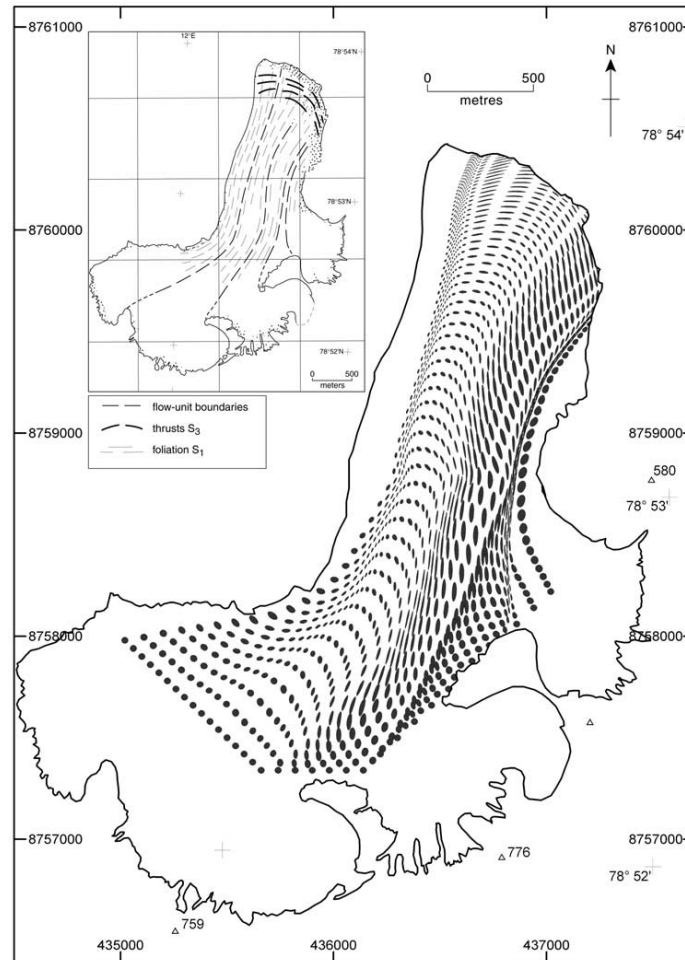 8761000
8761000
12°E
78°54'N
N
0 500
metres
78° 54'
8760000
8760000
78°53'N
78°52'N
0 500
meters
flow-unit boundaries
thrusts S3
foliation S1
8759000
8759000
580
78° 53'
8758000
8758000
8757000
8757000
776
78° 52'
759
435000
436000
437000